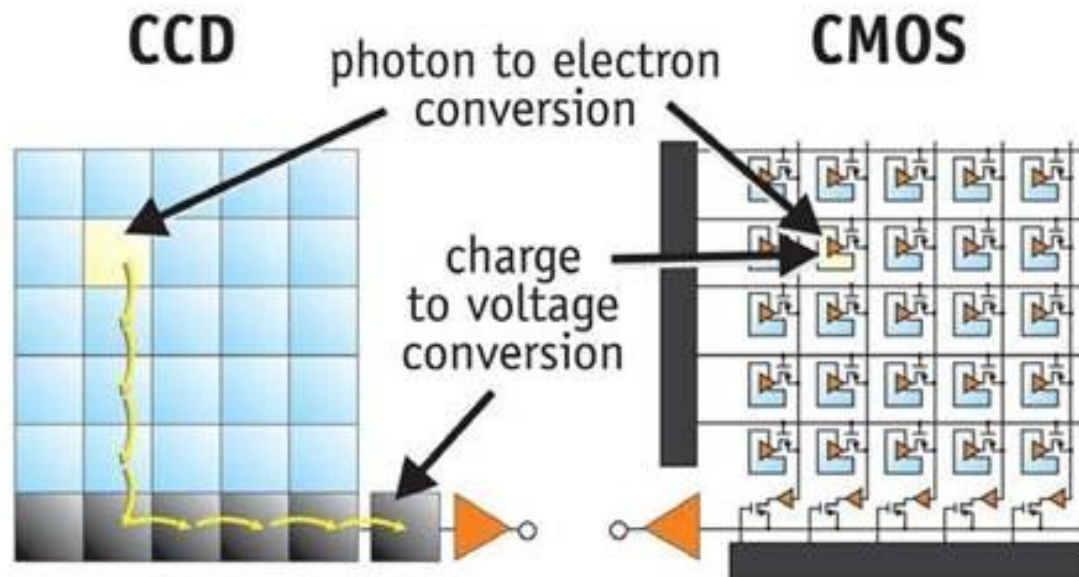 CCD
CMOS
photon to electron
conversion
charge
to voltage
conversion